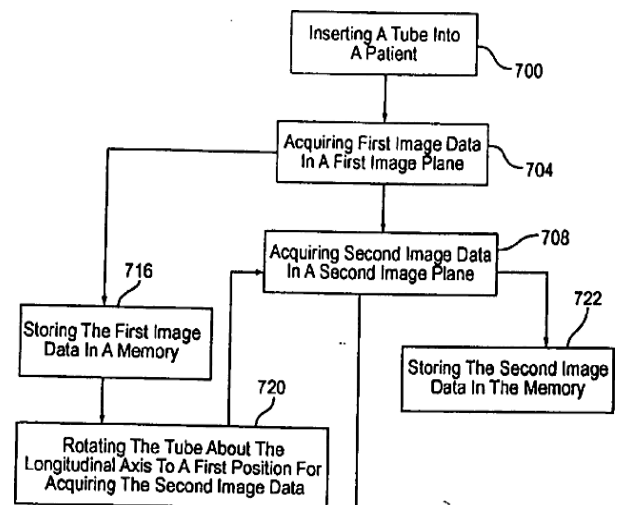 Inserting A Tube Into
A Patient
700
Acquiring First Image Data
In A First Image Plane
704
Acquiring Second Image Data
In A Second Image Plane
708
716
Storing The First Image
Data In A Memory
722
Storing The Second Image
Data In The Memory
720
Rotating The Tube About The
Longitudinal Axis To A First Position For
Acquiring The Second Image Data